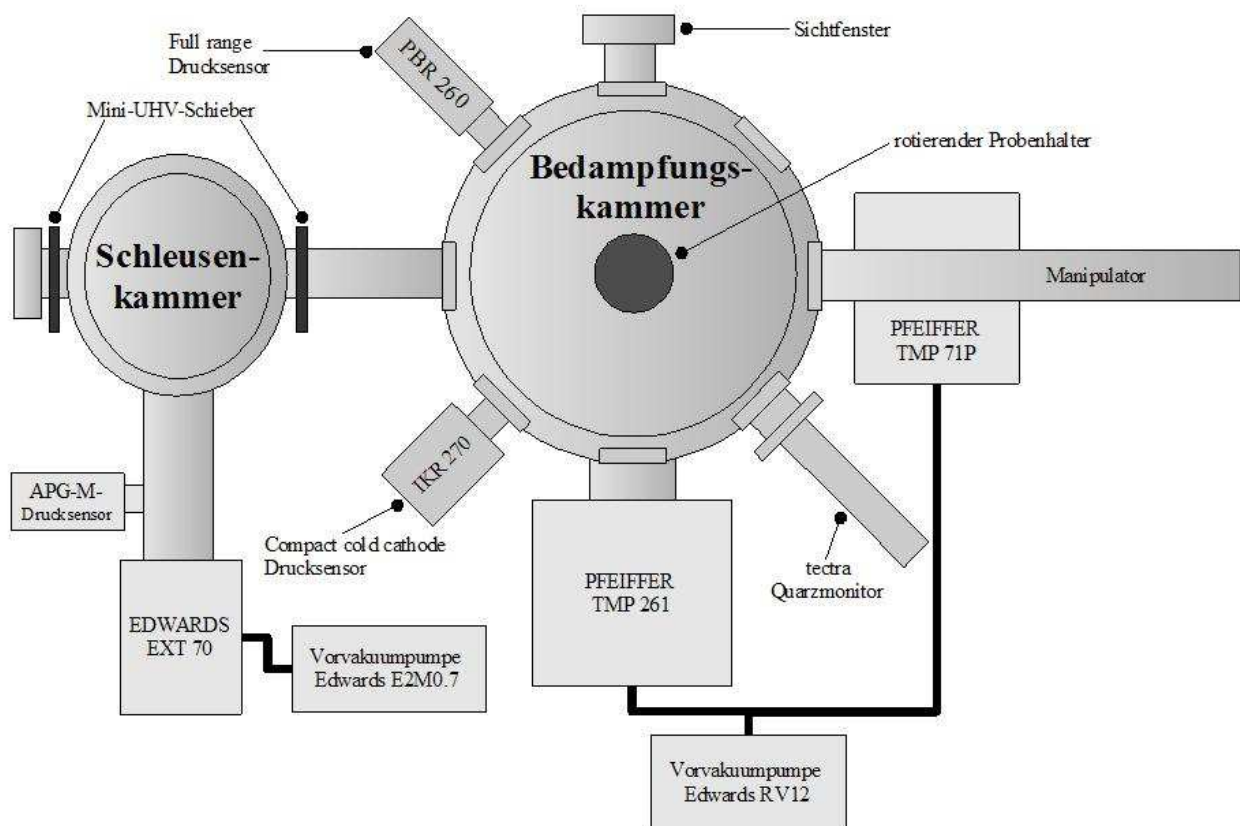 Full range
Drucksensor
PBR 260
Sichtfenster
Mini-UHV-Schieber
rotierender Probenhalter
Bedampfungs-
kammer
Schleusen-
kammer
Manipulator
PFEIFFER
TMP 71P
IKR 270
APG-M-
Drucksensor
Compact cold cathode
Drucksensor
tectra
Quarzmonitor
PFEIFFER
TMP 261
EDWARDS
EXT 70
Vorvakuumpumpe
Edwards E2M0.7
Vorvakuumpumpe
Edwards RV12